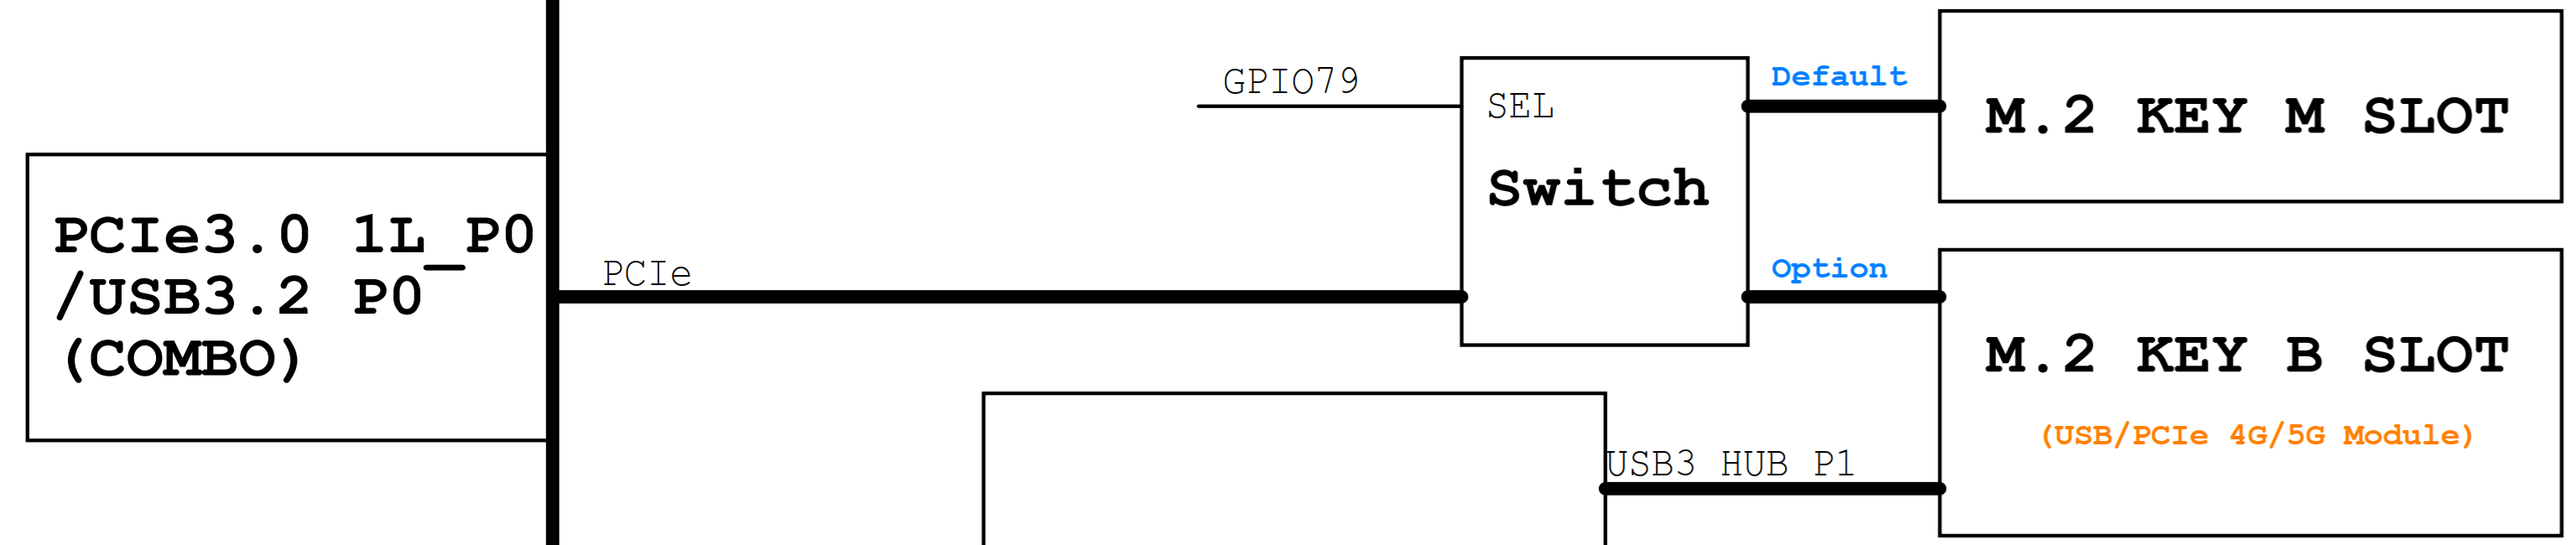 PCIe3.0 1L_P0
/USB3.2 P0
(COMBO)
PCIe
GPIO79
SEL
Switch
Default
Option
M.2 KEY M SLOT
M.2 KEY B SLOT
(USB/PCIe 4G/5G Module)
USB3 HUB P1